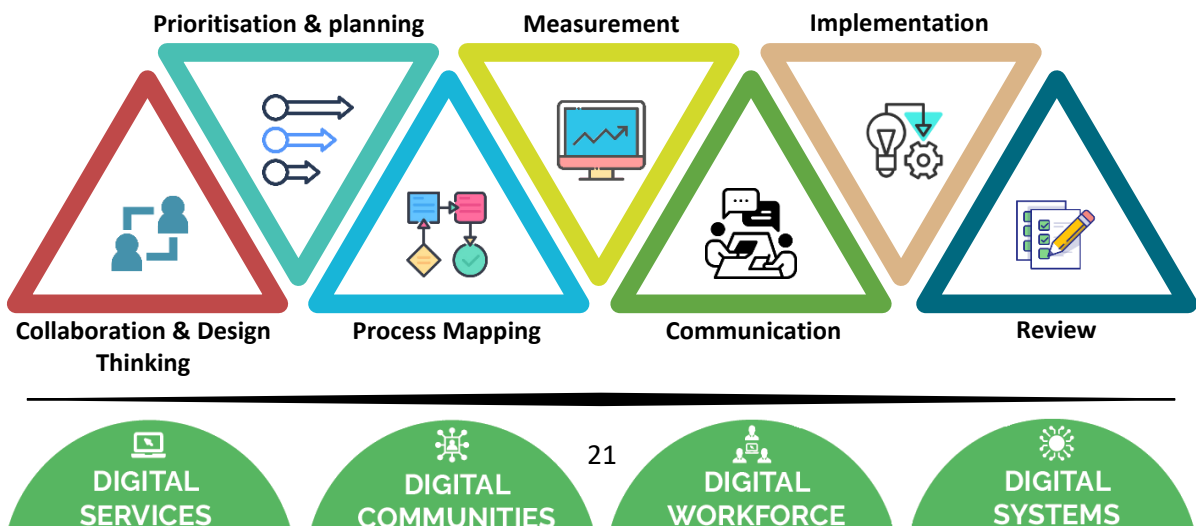 Prioritisation & planning
Measurement
Implementation
Collaboration & Design
Thinking
Process Mapping
Communication
Review
21
DIGITAL
SERVICES
DIGITAL
COMMUNITIES
DIGITAL
WORKFORCE
DIGITAL
SYSTEMS